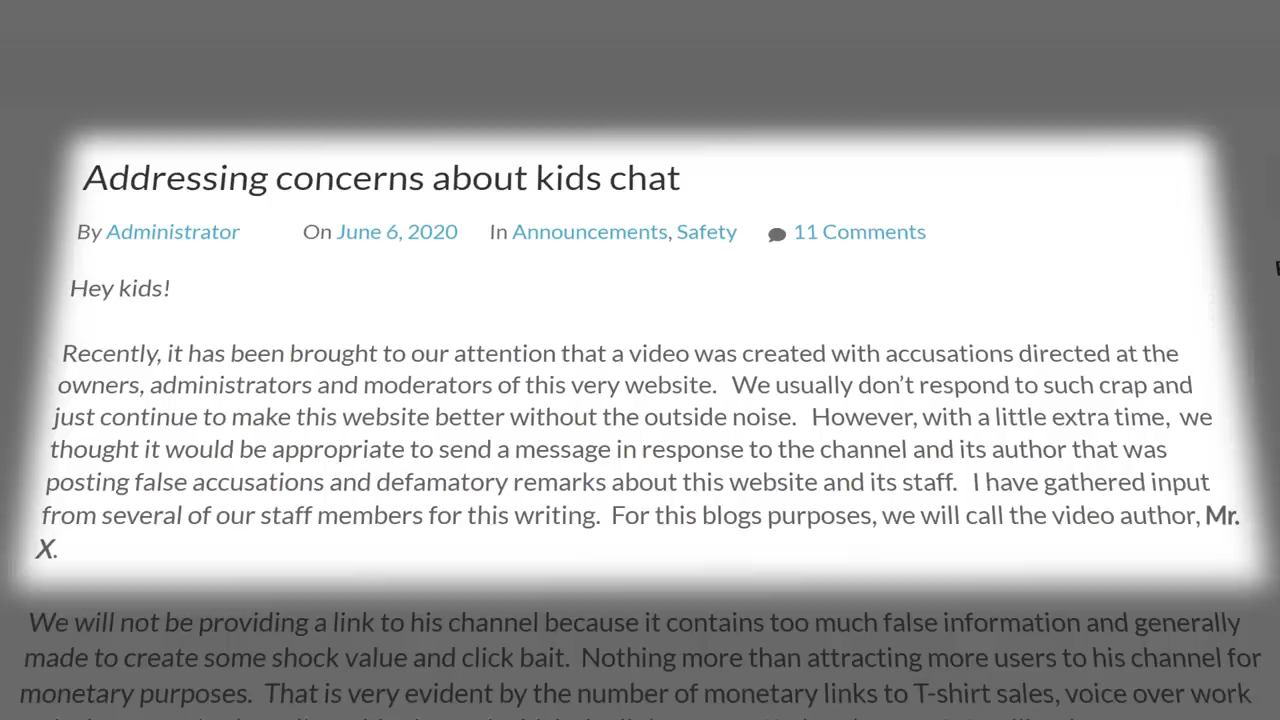 Addressing concerns about kids chat
By Administrator On June 6, 2020 In Announcements, Safety 11 Comments
Hey kids!
Recently, it has been brought to our attention that a video was created with accusations directed at the
owners, administrators and moderators of this very website. We usually don’t respond to such crap and
just continue to make this website better without the outside noise. However, with a little extra time, we
thought it would be appropriate to send a message in response to the channel and its author that was
posting false accusations and defamatory remarks about this website and its staff. I have gathered input
from several of our staff members for this writing. For this blogs purposes, we will call the video author, Mr.
X.
We will not be providing a link to his channel because it contains too much false information and generally
made to create some shock value and click bait. Nothing more than attracting more users to his channel for
monetary purposes. That is very evident by the number of monetary links to T-shirt sales, voice over work